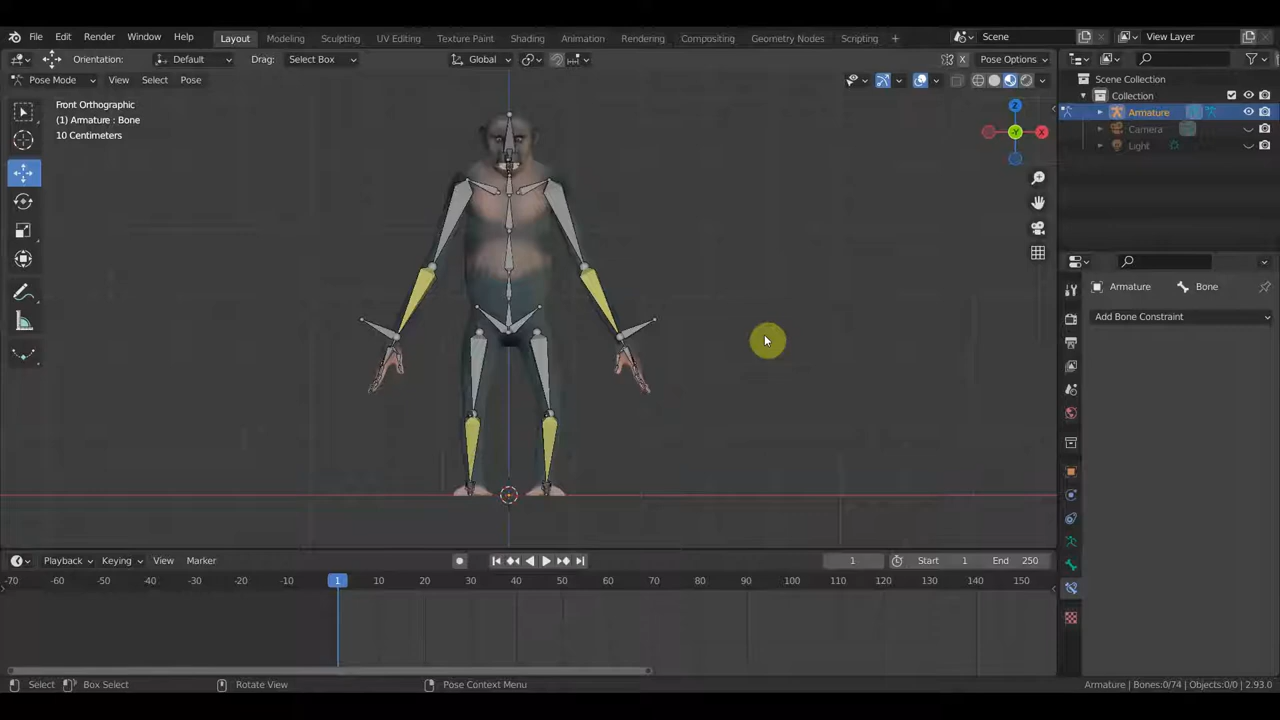 File Edit Render Window Help Layout Modeling Sculpting UV Editing Texture Paint Shading Animation Rendering Compositing Geometry Nodes Scripting + Scene View Layer
Orientation: Default Drag: Select Box Global X Pose Options
Pose Mode View Select Pose
Scene Collection
Collection
Armature
Camera
Light
Front Orthographic
(1) Armature : Bone
10 Centimeters
Z
X
-Y
Armature Bone
Add Bone Constraint
Playback Keying View Marker 1 Start 1 End 250
-70 -60 -50 -40 -30 -20 -10 1 10 20 30 40 50 60 70 80 90 100 110 120 130 140 150
Select Box Select Rotate View Pose Context Menu Armature | Bones:0/74 | Objects:0/0 | 2.93.0